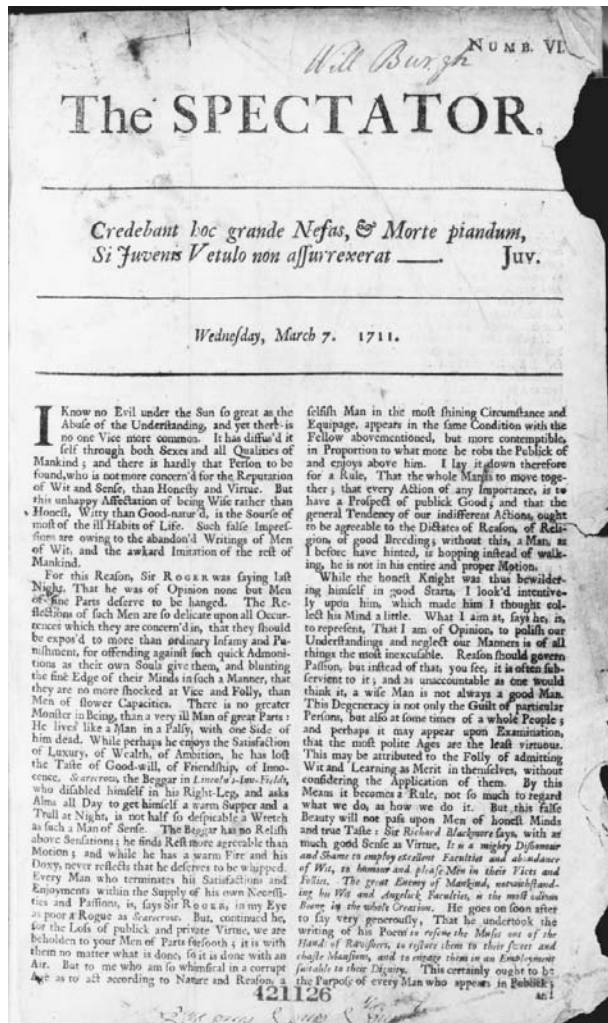 NUMB. VI.
Will Burgh
The SPECTATOR.
Credebant hoc grande Nefas, & Morte piandum,
Si Juvenis Vetulo non assurrexerat ——. Juv.
Wednesday, March 7. 1711.
I Know no Evil under the Sun so great as the
Abuse of the Understanding, and yet there is
no one Vice more common. It has diffus'd it
self through both Sexes and all Qualities of
Mankind; and there is hardly that Person to be
found, who is not more concern'd for the Reputation
of Wit and Sense, than Honesty and Virtue. But
this unhappy Affectation of being Wise rather than
Honest, Witty than Good-natur'd, is the Sourse of
most of the ill Habits of Life. Such false Impres-
sions are owing to the abandon'd Writings of Men
of Wit, and the awkard Imitation of the rest of
Mankind.
For this Reason, Sir ROGER was saying last
Night, That he was of Opinion none but Men
of fine Parts deserve to be hanged. The Re-
flections of such Men are so delicate upon all Occur-
rences which they are concern'd in, that they should
be expos'd to more than ordinary Infamy and Pu-
nishment, for offending against such quick Admoni-
tions as their own Souls give them, and blunting
the fine Edge of their Minds in such a Manner, that
they are no more shocked at Vice and Folly, than
Men of slower Capacities. There is no greater
Monster in Being, than a very ill Man of great Parts:
He lives like a Man in a Palsy, with one Side of
him dead. While perhaps he enjoys the Satisfaction
of Luxury, of Wealth, of Ambition, he has lost
the Taste of Good-will, of Friendship, of Inno-
cence. Scarecrow, the Beggar in Lincoln's-Inn-Fields,
who disabled himself in his Right-Leg, and asks
Alms all Day to get himself a warm Supper and a
Trull at Night, is not half so despicable a Wretch
as such a Man of Sense. The Beggar has no Relish
above Sensations; he finds Rest more agreeable than
Motion; and while he has a warm Fire and his
Doxy, never reflects that he deserves to be whipped.
Every Man who terminates his Satisfactions and
Enjoyments within the Supply of his own Necessi-
ties and Passions, is, says Sir ROGER, in my Eye
as poor a Rogue as Scarecrow. But, continued he,
for the Loss of publick and private Virtue, we are
beholden to your Men of Parts forsooth; it is with
them no matter what is done, so it is done with an
Air. But to me who am so whimsical in a corrupt
Age as to act according to Nature and Reason, a
selfish Man in the most shining Circumstance and
Equipage, appears in the same Condition with the
Fellow abovementioned, but more contemptible,
in Proportion to what more he robs the Publick of
and enjoys above him. I lay it down therefore
for a Rule, That the whole Man is to move toge-
ther; that every Action of any Importance, is to
have a Prospect of publick Good; and that the
general Tendency of our indifferent Actions, ought
to be agreeable to the Dictates of Reason, of Reli-
gion, of good Breeding; without this, a Man, as
I before have hinted, is hopping instead of walk-
ing, he is not in his entire and proper Motion.
While the honest Knight was thus bewilder-
ing himself in good Starts, I look'd intentive-
ly upon him, which made him I thought col-
lect his Mind a little. What I aim at, says he, is,
to represent, That I am of Opinion, to polish our
Understandings and neglect our Manners is of all
things the most inexcusable. Reason should govern
Passion, but instead of that, you see, it is often sub-
servient to it; and as unaccountable as one would
think it, a wise Man is not always a good Man.
This Degeneracy is not only the Guilt of particular
Persons, but also at some times of a whole People;
and perhaps it may appear upon Examination,
that the most polite Ages are the least virtuous.
This may be attributed to the Folly of admitting
Wit and Learning as Merit in themselves, without
considering the Application of them. By this
Means it becomes a Rule, not so much to regard
what we do, as how we do it. But this false
Beauty will not pass upon Men of honest Minds
and true Taste: Sir Richard Blackmore says, with as
much good Sense as Virtue, It is a mighty Dishonour
and Shame to employ excellent Faculties and abundance
of Wit, to humour and please Men in their Vices and
Follies. The great Enemy of Mankind, notwithstand-
ing his Wit and Angelick Faculties, is the most odious
Being in the whole Creation. He goes on soon after
to say very generously, That he undertook the
writing of his Poem to rescue the Muses out of the
Hands of Ravishers, to restore them to their sweet and
chaste Mansions, and to engage them in an Employment
suitable to their Dignity. This certainly ought to be
the Purpose of every Man who appears in Publick;
and
421126